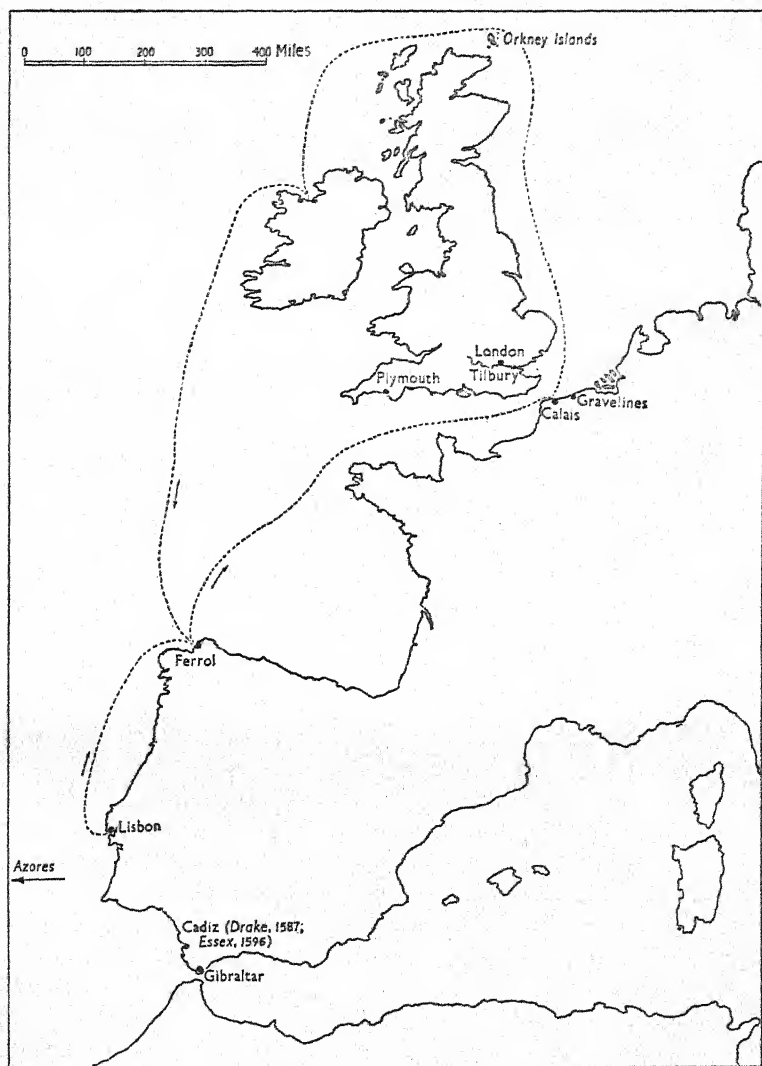 Orkney Islands
0 100 200 300 400 Miles
London
Plymouth
Tilbury
Calais
Gravelines
Ferrol
Lisbon
Azores
Cadiz (Drake, 1587;
Essex, 1596)
Gibraltar